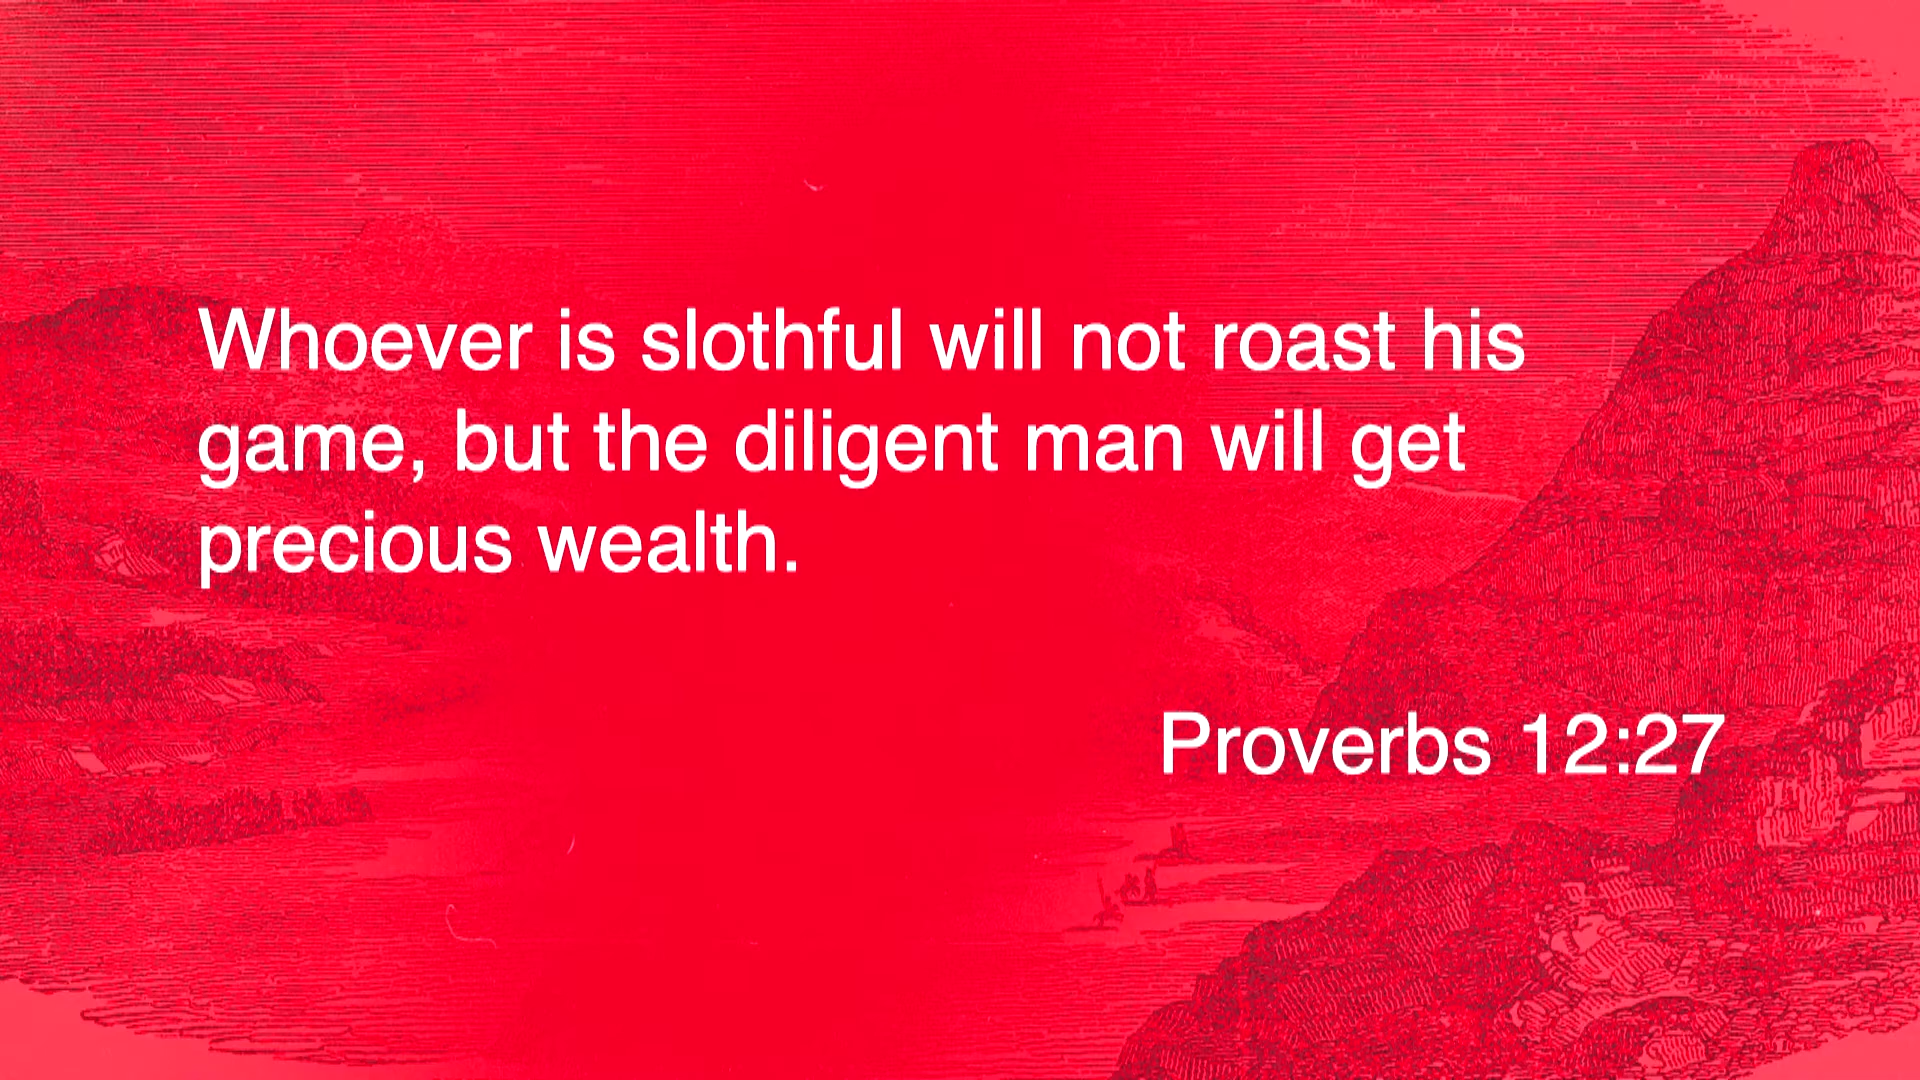 Whoever is slothful will not roast his
game, but the diligent man will get
precious wealth.
Proverbs 12:27